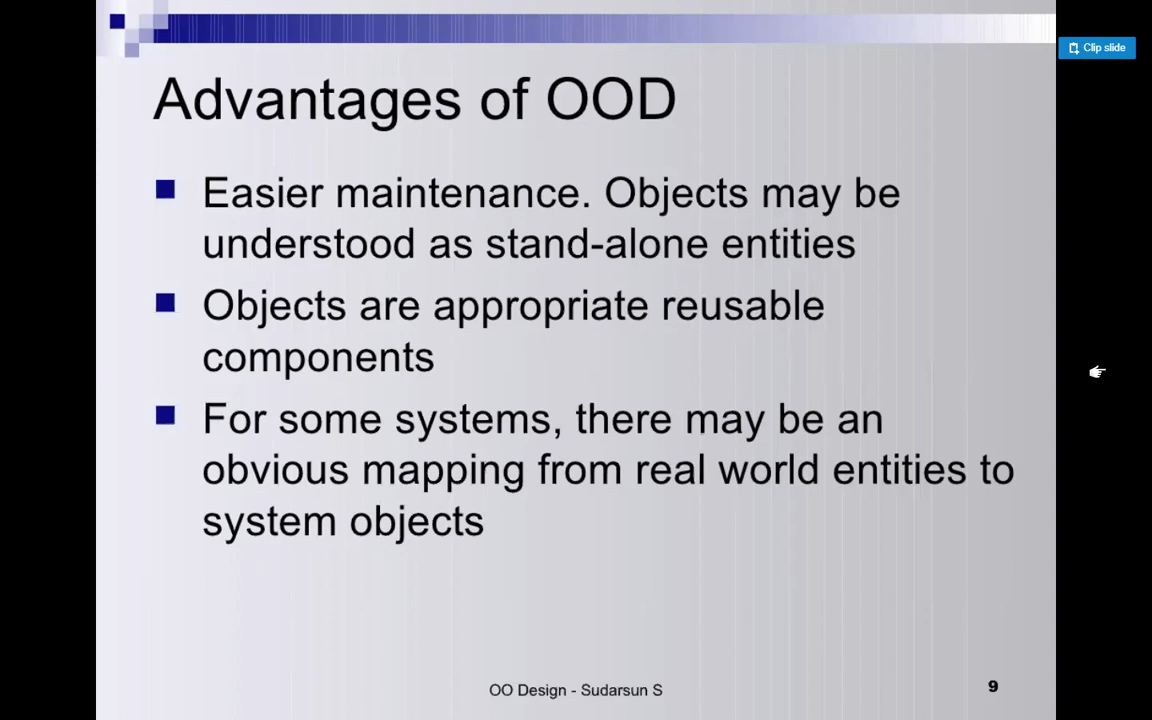 Clip slide
Advantages of OOD
Easier maintenance. Objects may be
understood as stand-alone entities
Objects are appropriate reusable
components
For some systems, there may be an
obvious mapping from real world entities to
system objects
OO Design - Sudarsun S
9